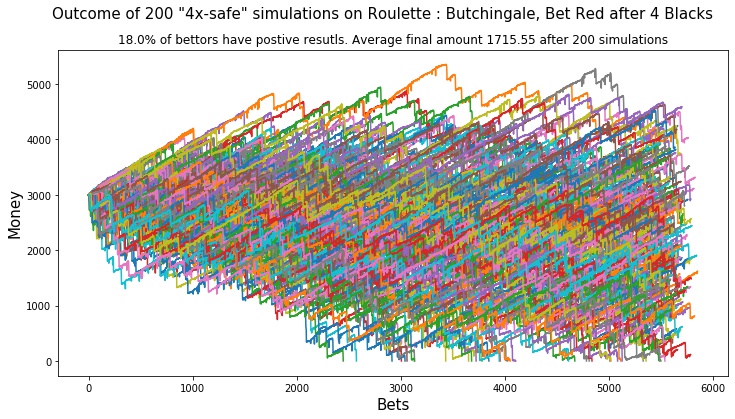 Outcome of 200 "4x-safe" simulations on Roulette : Butchingale, Bet Red after 4 Blacks
18.0% of bettors have postive resutls. Average final amount 1715.55 after 200 simulations
5000
4000
3000
2000
1000
0
Money
0 1000 2000 3000 4000 5000 6000
Bets